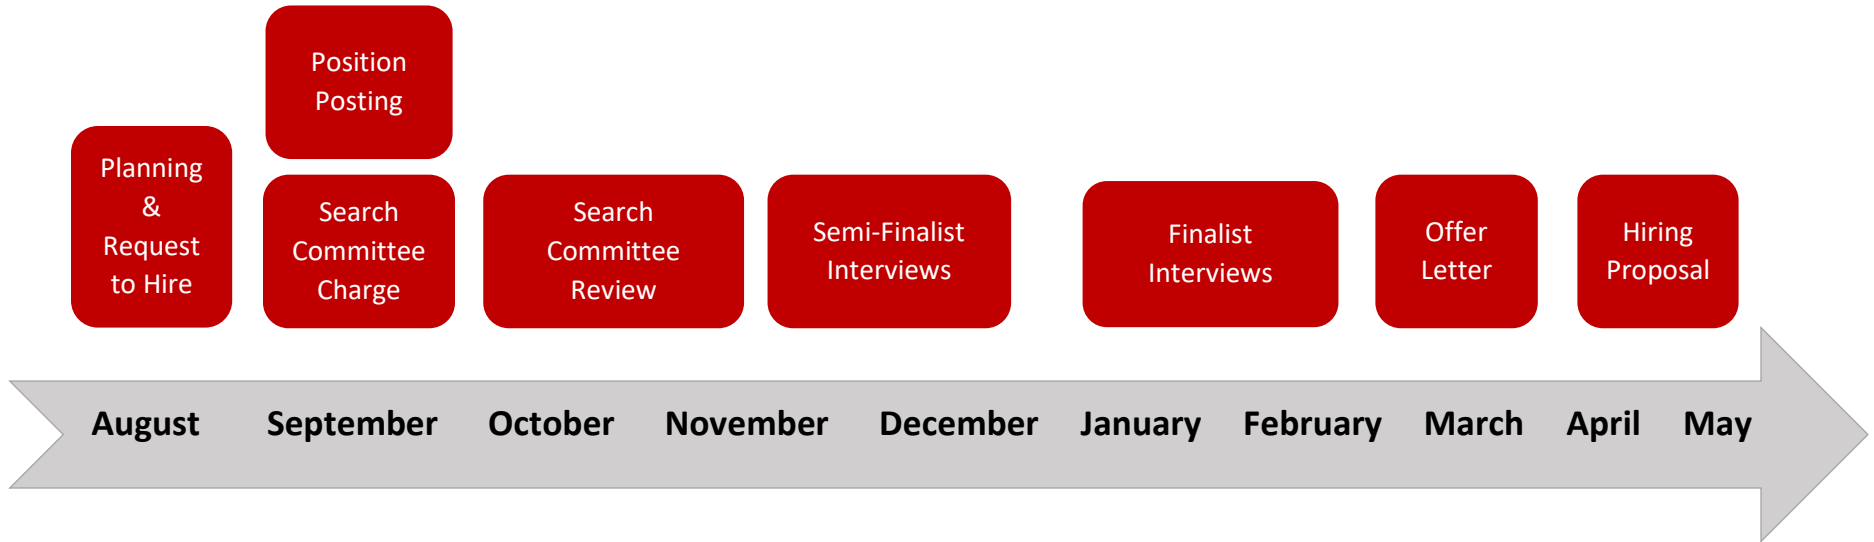 Position
Posting
Planning
&
Request
to Hire
Search
Committee
Charge
Search
Committee
Review
Semi-Finalist
Interviews
Finalist
Interviews
Offer
Letter
Hiring
Proposal
August September October November December January February March April May